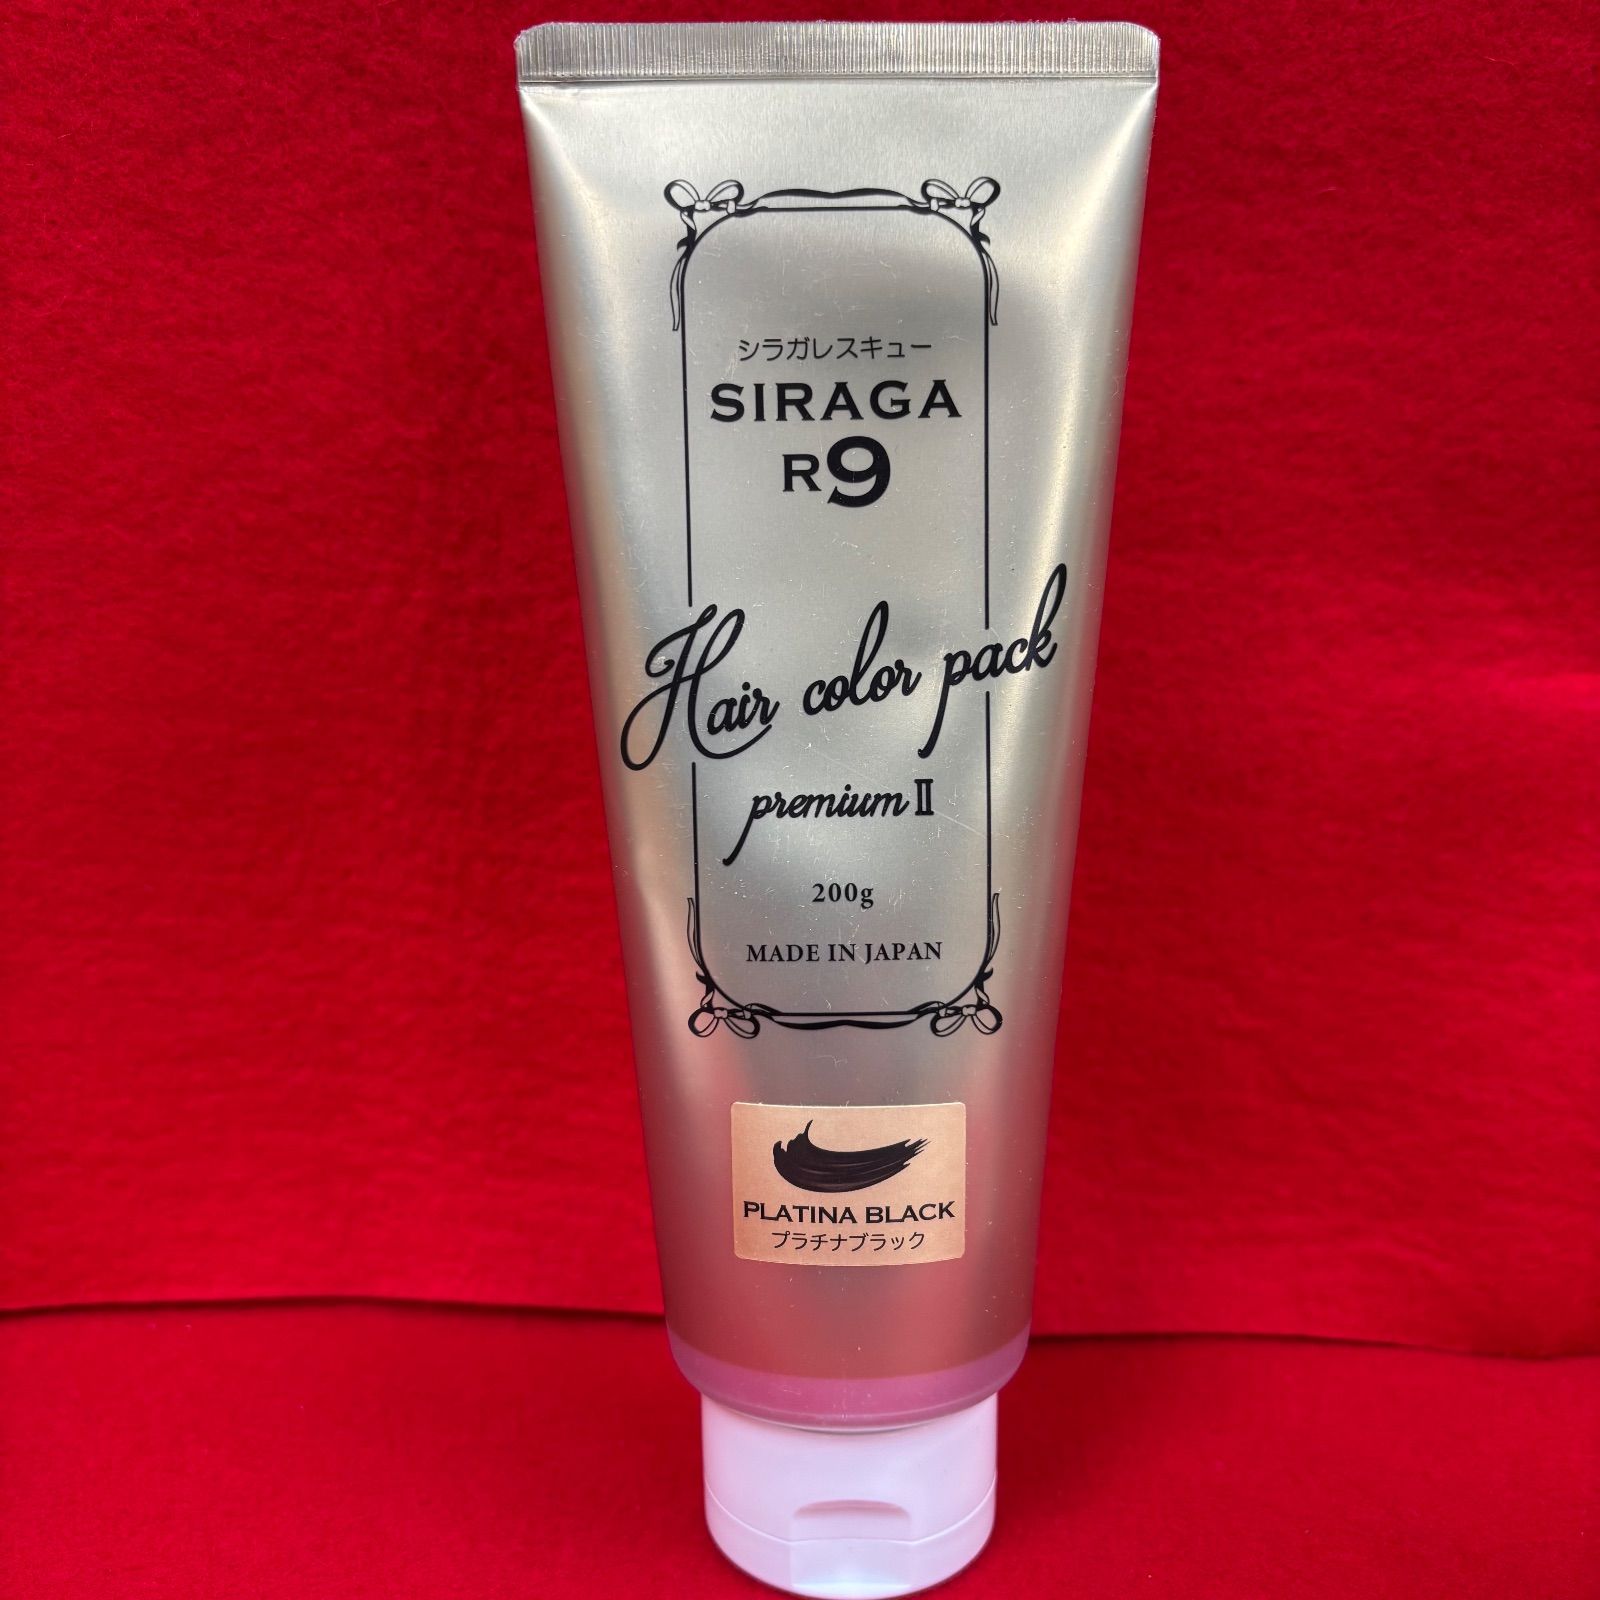 シラガレスキュー
SIRAGA
R9
Hair color pack
premium II
200g
MADE IN JAPAN
PLATINA BLACK
プラチナブラック